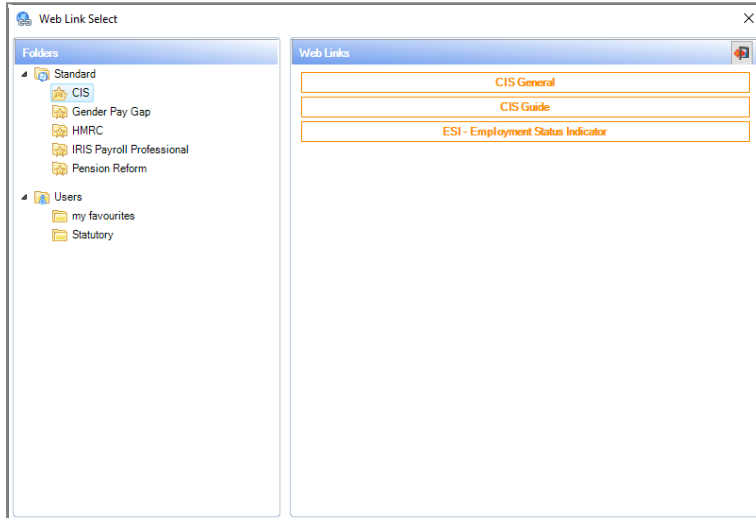 Web Link Select
Folders
Standard
CIS
Gender Pay Gap
HMRC
IRIS Payroll Professional
Pension Reform
Users
my favourites
Statutory
Web Links
CIS General
CIS Guide
ESI - Employment Status Indicator